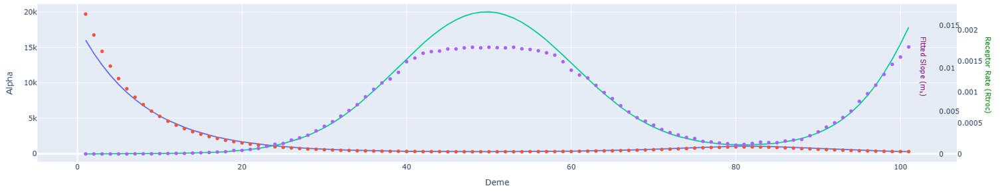 20k
15k
10k
5k
0
Alpha
0
20
40
60
80
100
Deme
0.015
0.01
0.005
0
Fitted Slope (mₖ)
0.002
0.0015
0.001
0.0005
0
Receptor Rate (Rtroc)